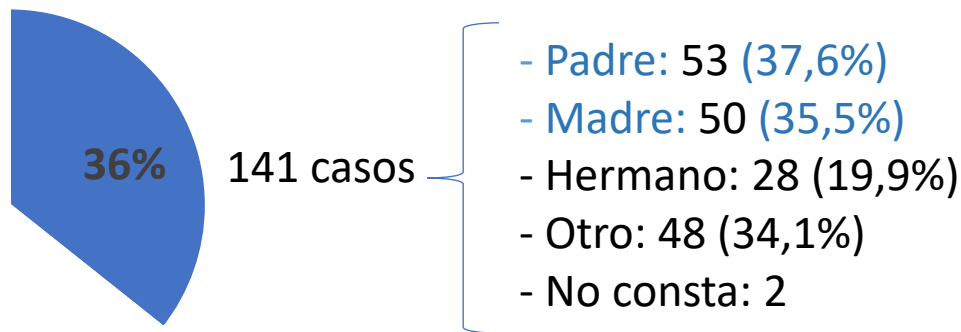 36%
141 casos
- Padre: 53 (37,6%)
- Madre: 50 (35,5%)
- Hermano: 28 (19,9%)
- Otro: 48 (34,1%)
- No consta: 2